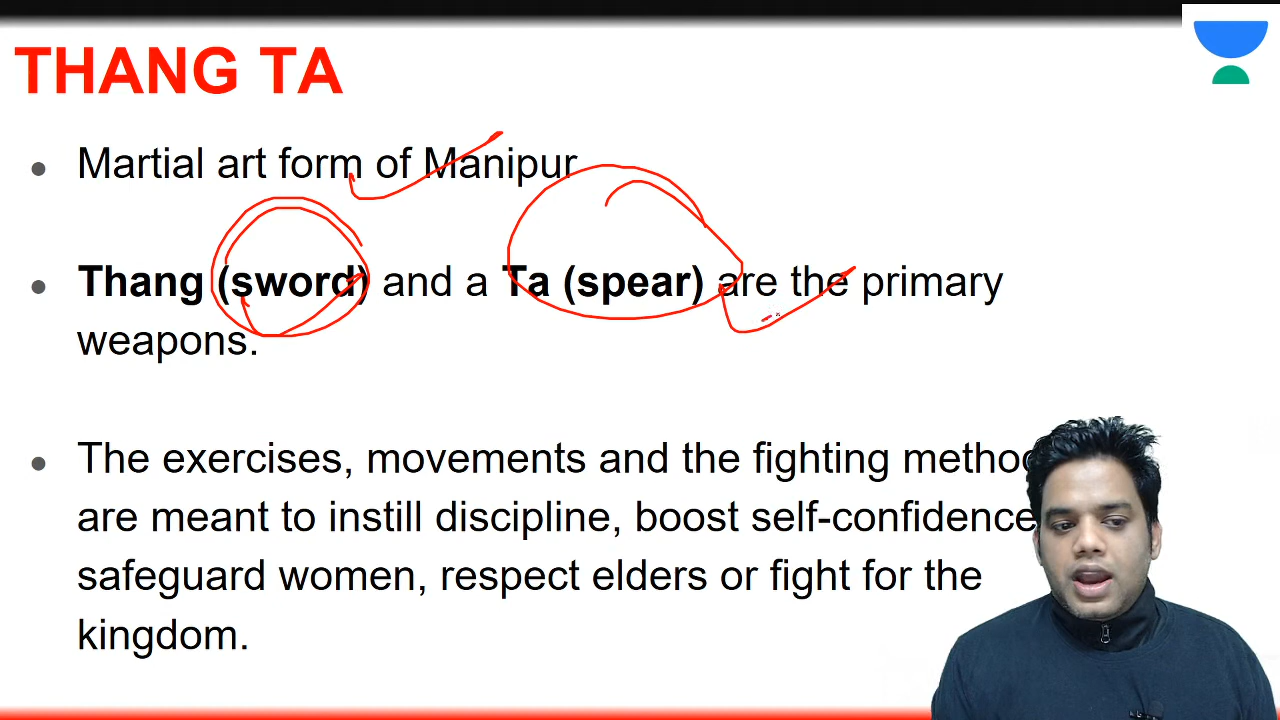 THANG TA
● Martial art form of Manipur
● Thang (sword) and a Ta (spear) are the primary
weapons.
● The exercises, movements and the fighting
are meant to instill discipline, boost self-confidence
safeguard women, respect elders or fight for the
kingdom.